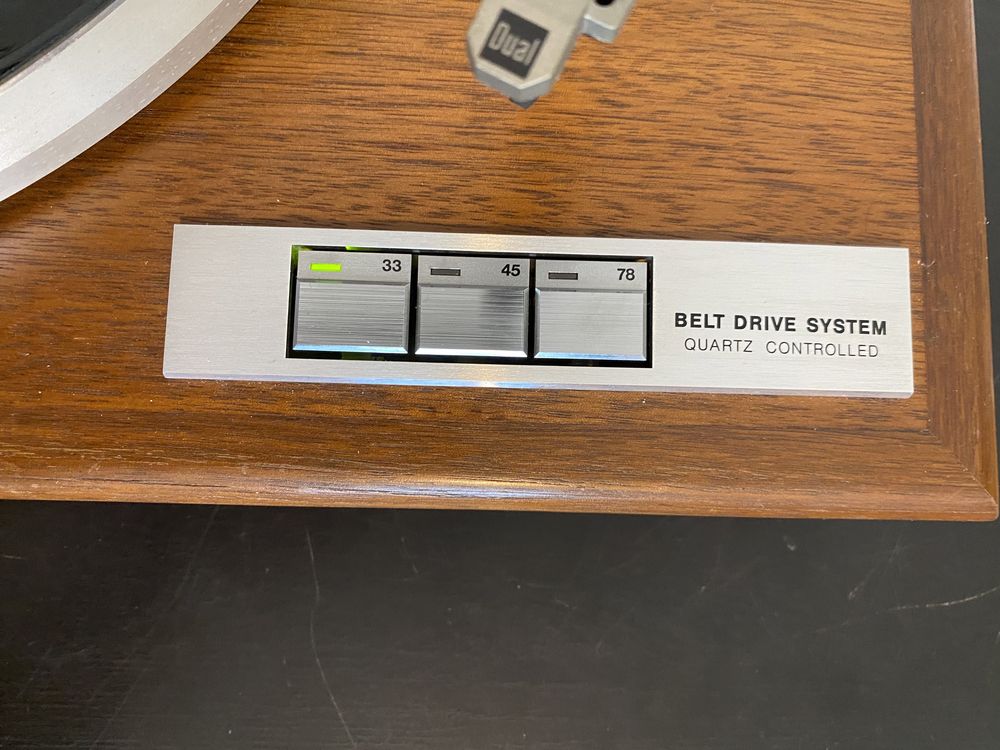 Dual
33 45 78
BELT DRIVE SYSTEM
QUARTZ CONTROLLED